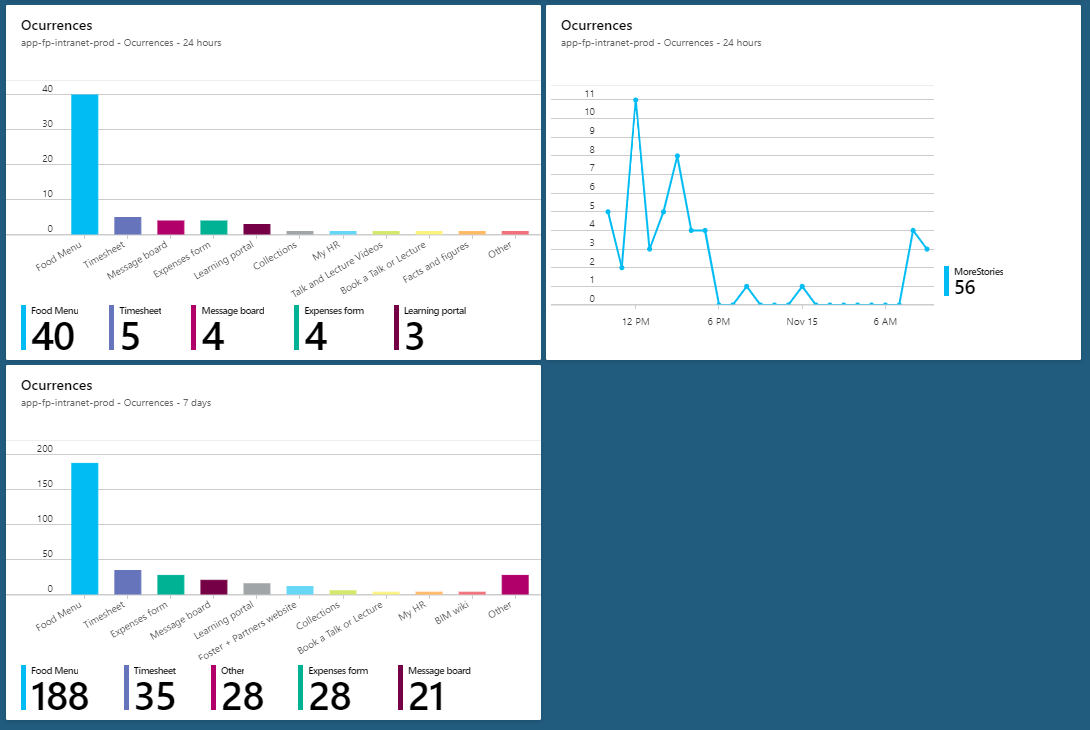 Ocurrences
app-fp-intranet-prod - Ocurrences - 24 hours
40
30
20
10
0
Food Menu
Timesheet
Message board
Expenses form
Learning portal
Collections
My HR
Talk and Lecture Videos
Book a Talk or Lecture
Facts and figures
Other
Food Menu
40
Timesheet
5
Message board
4
Expenses form
4
Learning portal
3
Ocurrences
app-fp-intranet-prod - Ocurrences - 24 hours
11
10
9
8
7
6
5
4
3
2
1
0
12 PM
6 PM
Nov 15
6 AM
MoreStories
56
Ocurrences
app-fp-intranet-prod - Ocurrences - 7 days
200
150
100
50
0
Food Menu
Timesheet
Expenses form
Message board
Learning portal
Foster + Partners website
Collections
Book a Talk or Lecture
My HR
BIM wiki
Other
Food Menu
188
Timesheet
35
Other
28
Expenses form
28
Message board
21